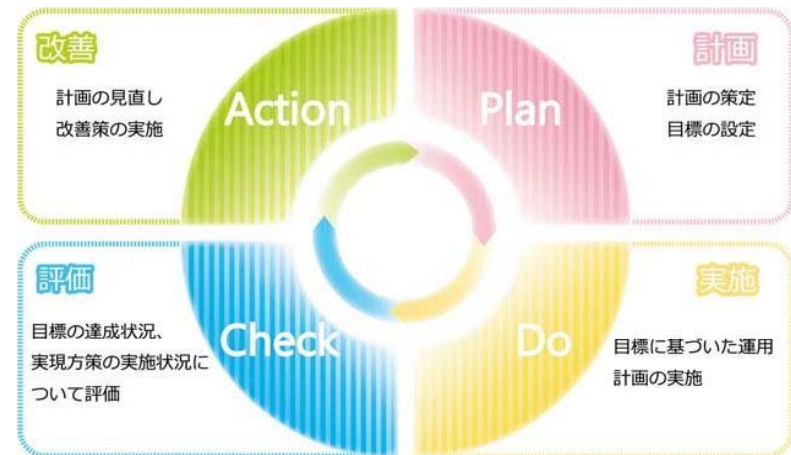 改善
計画の見直し
改善策の実施
Action
Plan
計画
計画の策定
目標の設定
評価
目標の達成状況、
実現方策の実施状況に
ついて評価
Check
Do
実施
目標に基づいた運用
計画の実施